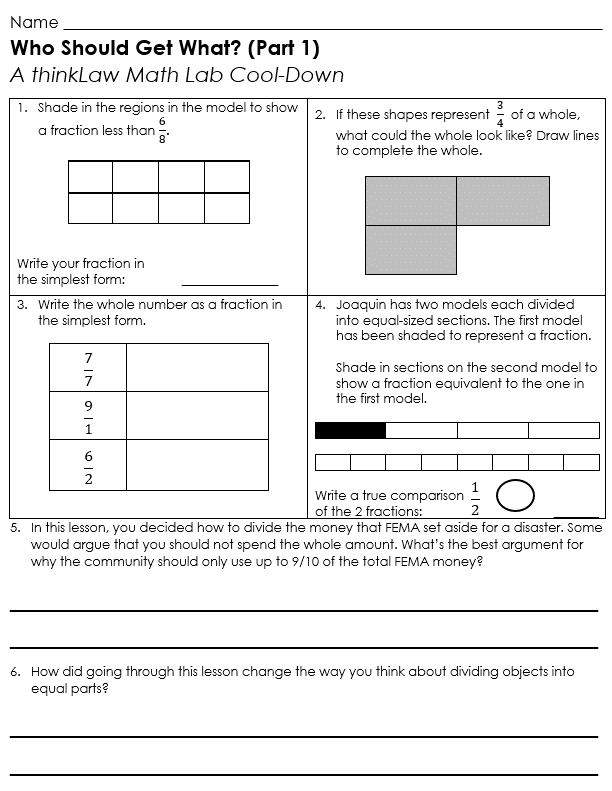 Name
Who Should Get What? (Part 1)
A thinkLaw Math Lab Cool-Down
1. Shade in the regions in the model to show
a fraction less than 6/8.
Write your fraction in
the simplest form:
2. If these shapes represent 3/4 of a whole,
what could the whole look like? Draw lines
to complete the whole.
3. Write the whole number as a fraction in
the simplest form.
7/7
9/1
6/2
4. Joaquin has two models each divided
into equal-sized sections. The first model
has been shaded to represent a fraction.
Shade in sections on the second model to
show a fraction equivalent to the one in
the first model.
Write a true comparison 1/2
of the 2 fractions:
5. In this lesson, you decided how to divide the money that FEMA set aside for a disaster. Some
would argue that you should not spend the whole amount. What's the best argument for
why the community should only use up to 9/10 of the total FEMA money?
6. How did going through this lesson change the way you think about dividing objects into
equal parts?